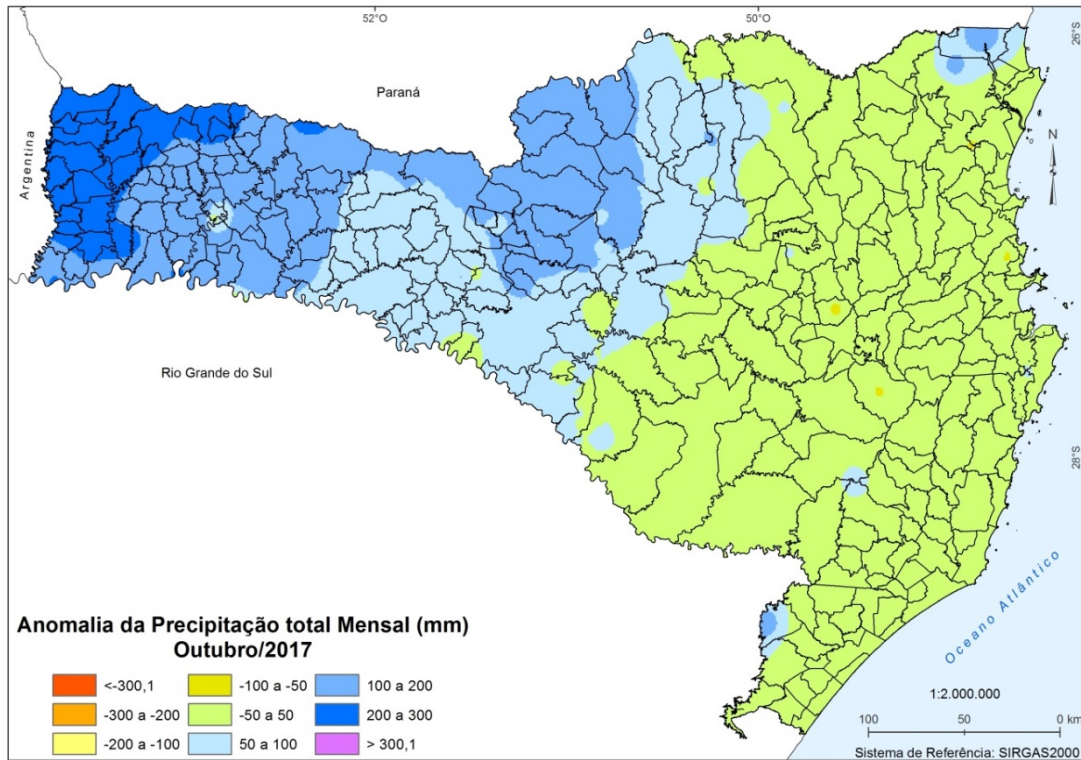 52°O
50°O
26°S
Paraná
Argentina
N
Rio Grande do Sul
28°S
Oceano Atlântico
Anomalia da Precipitação total Mensal (mm)
Outubro/2017
<-300,1
-100 a -50
100 a 200
-300 a -200
-50 a 50
200 a 300
-200 a -100
50 a 100
> 300,1
1:2.000.000
100 50 0 km
Sistema de Referência: SIRGAS2000